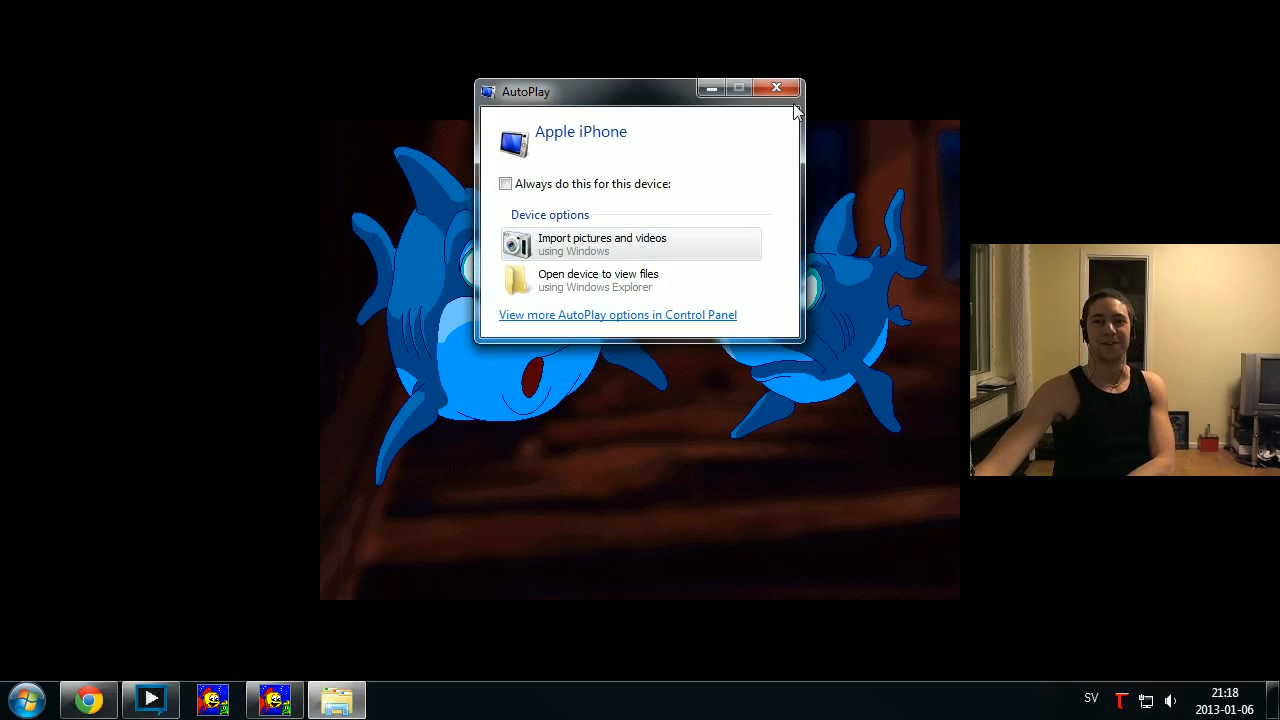 AutoPlay
Apple iPhone
Always do this for this device:
Device options
Import pictures and videos
using Windows
Open device to view files
using Windows Explorer
View more AutoPlay options in Control Panel
SV
21:18
2013-01-06